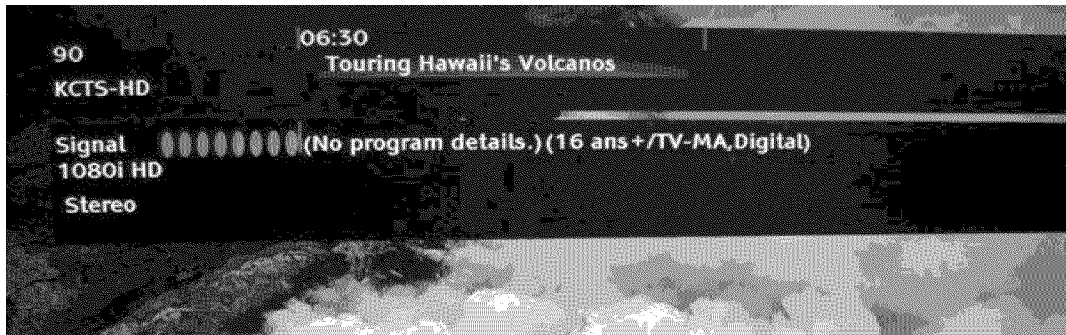 06:30
90
Touring Hawaii's Volcanos
KCTS-HD
Signal (No program details.)(16 ans+/TV-MA,Digital)
1080i HD
Stereo